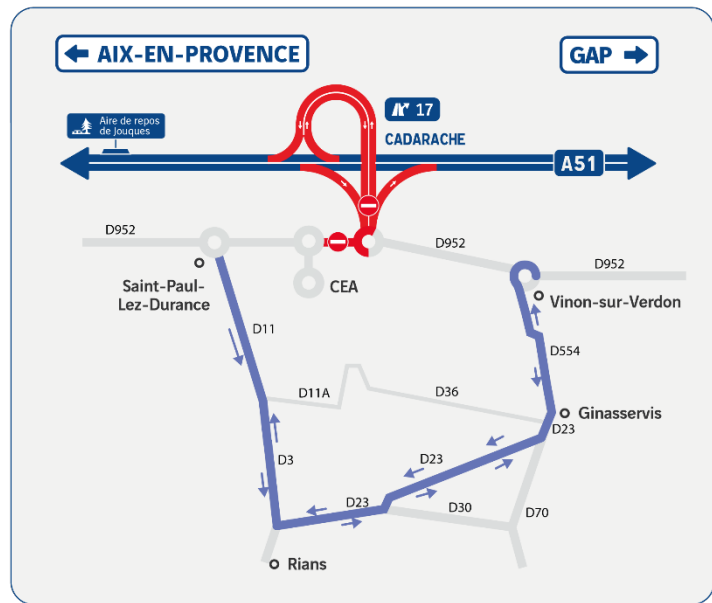 ← AIX-EN-PROVENCE
GAP →
17
CADARACHE
Aire de repos
de Jouques
A51
D952
D952
D952
Saint-Paul-
Lez-Durance
CEA
Vinon-sur-Verdon
D11
D554
D11A
D36
Ginasservis
D23
D3
D23
D23
D30
D70
Rians